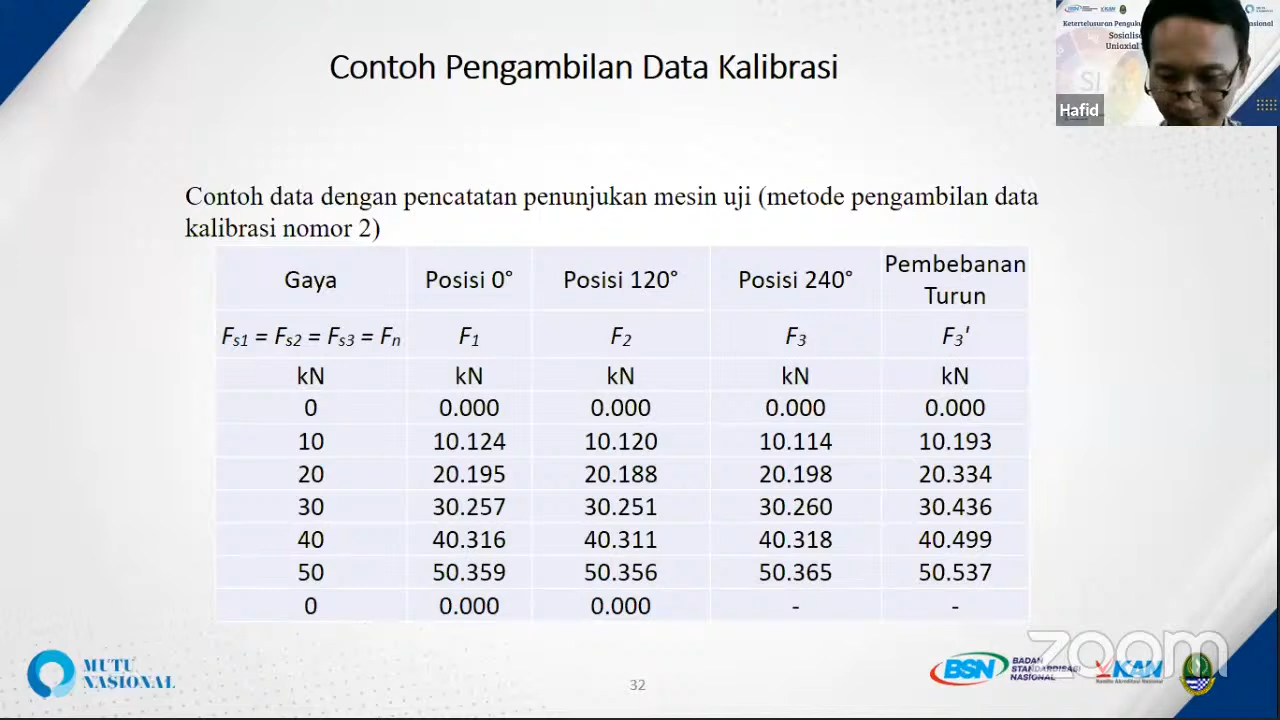 Contoh Pengambilan Data Kalibrasi
Hafid
Contoh data dengan pencatatan penunjukan mesin uji (metode pengambilan data
kalibrasi nomor 2)
Gaya Posisi 0° Posisi 120° Posisi 240° Pembebanan Turun
Fs1 = Fs2 = Fs3 = Fn F1 F2 F3 F3'
kN kN kN kN kN
0 0.000 0.000 0.000 0.000
10 10.124 10.120 10.114 10.193
20 20.195 20.188 20.198 20.334
30 30.257 30.251 30.260 30.436
40 40.316 40.311 40.318 40.499
50 50.359 50.356 50.365 50.537
0 0.000 0.000 - -
MUTU
NASIONAL
32
BSN BADAN
STANDARDISASI
NASIONAL
KAN
Komite Akreditasi Nasional
zoom